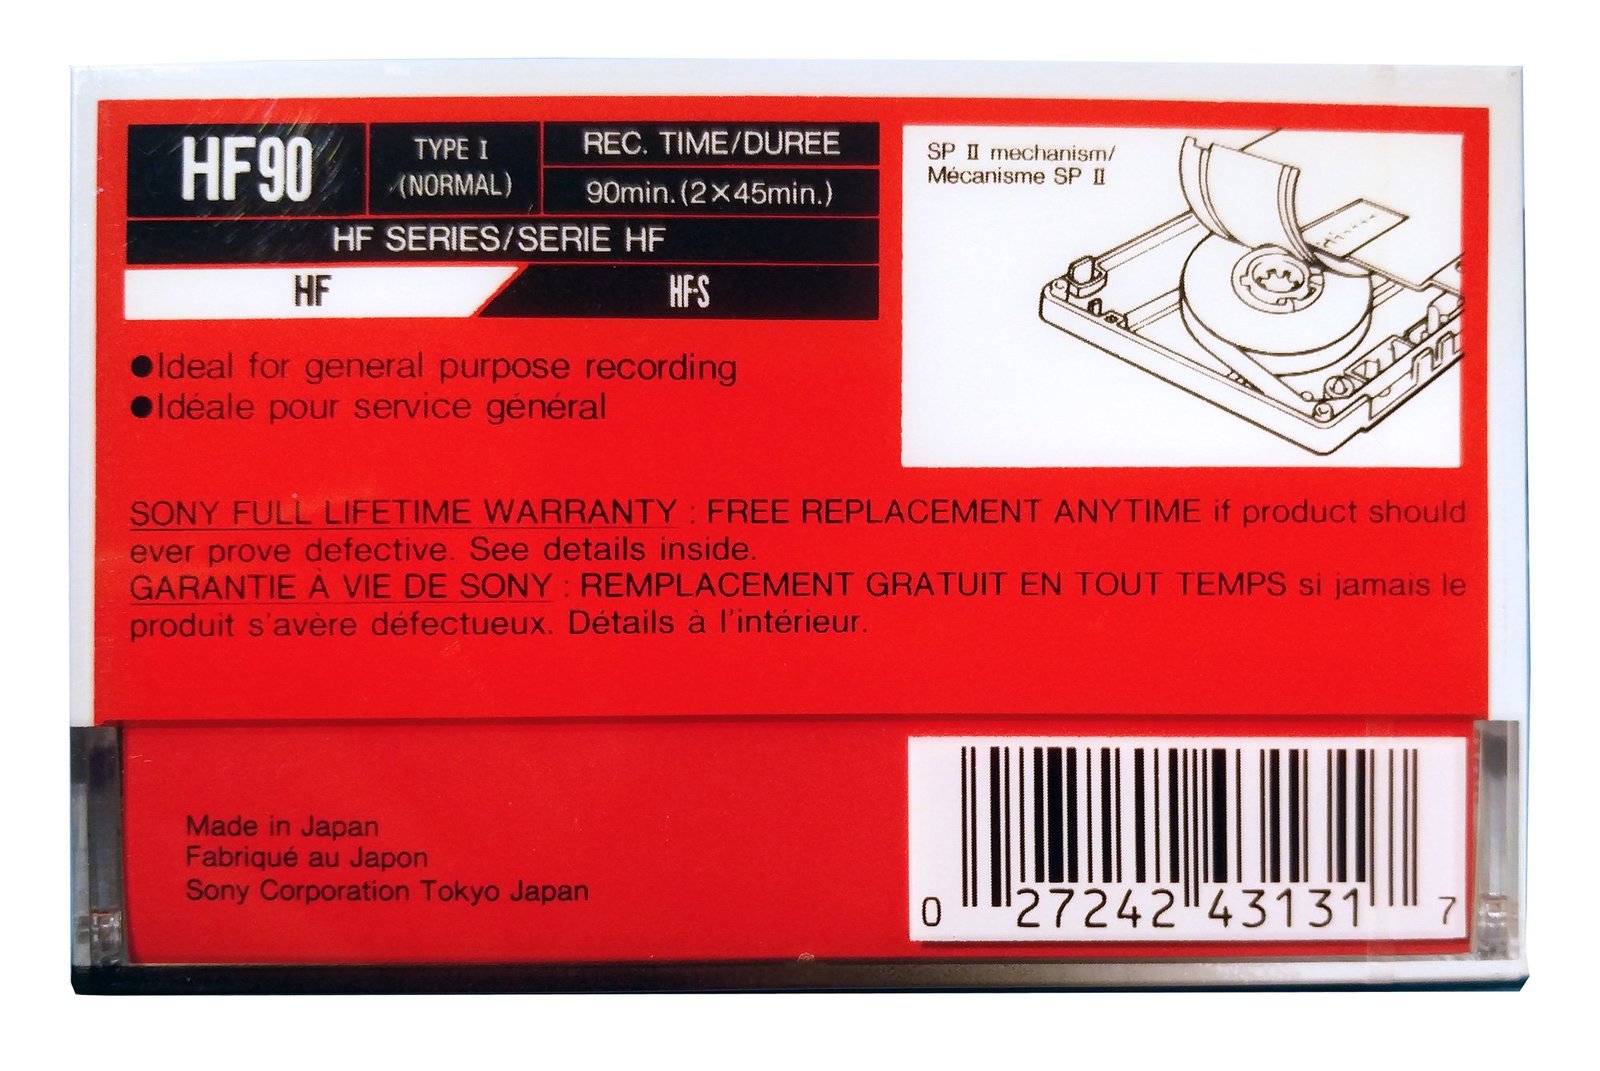 HF90
TYPE I
(NORMAL)
REC. TIME/DUREE
90min.(2×45min.)
HF SERIES/SERIE HF
HF
HF-S
●Ideal for general purpose recording
●Idéale pour service général
SP II mechanism/
Mécanisme SP II
SONY FULL LIFETIME WARRANTY : FREE REPLACEMENT ANYTIME if product should
ever prove defective. See details inside.
GARANTIE À VIE DE SONY : REMPLACEMENT GRATUIT EN TOUT TEMPS si jamais le
produit s'avère défectueux. Détails à l'intérieur.
Made in Japan
Fabriqué au Japon
Sony Corporation Tokyo Japan
0 27242 43131 7